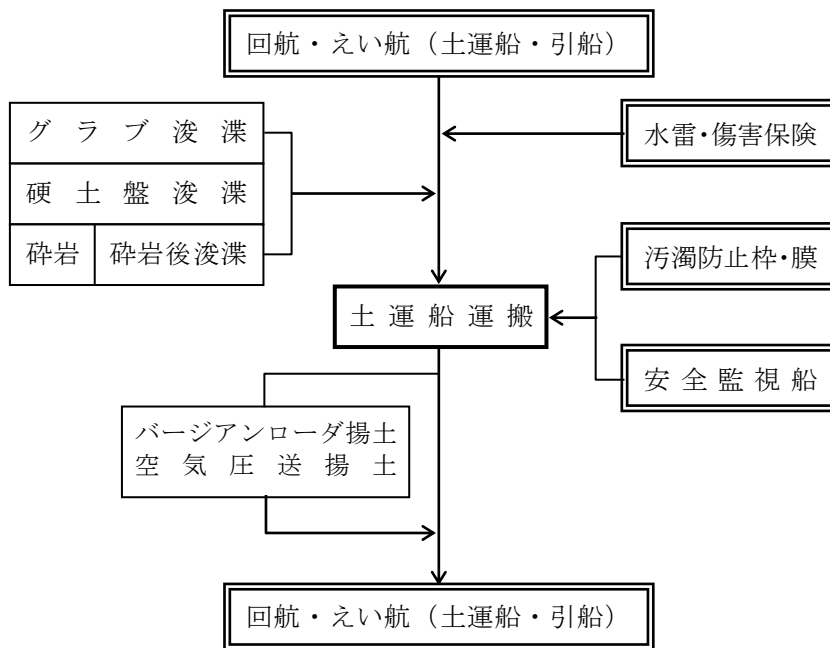 回航・えい航（土運船・引船）
グラブ浚渫
硬土盤浚渫
砕岩 砕岩後浚渫
水雷・傷害保険
汚濁防止枠・膜
土運船運搬
安全監視船
バージアンローダ揚土
空気圧送揚土
回航・えい航（土運船・引船）